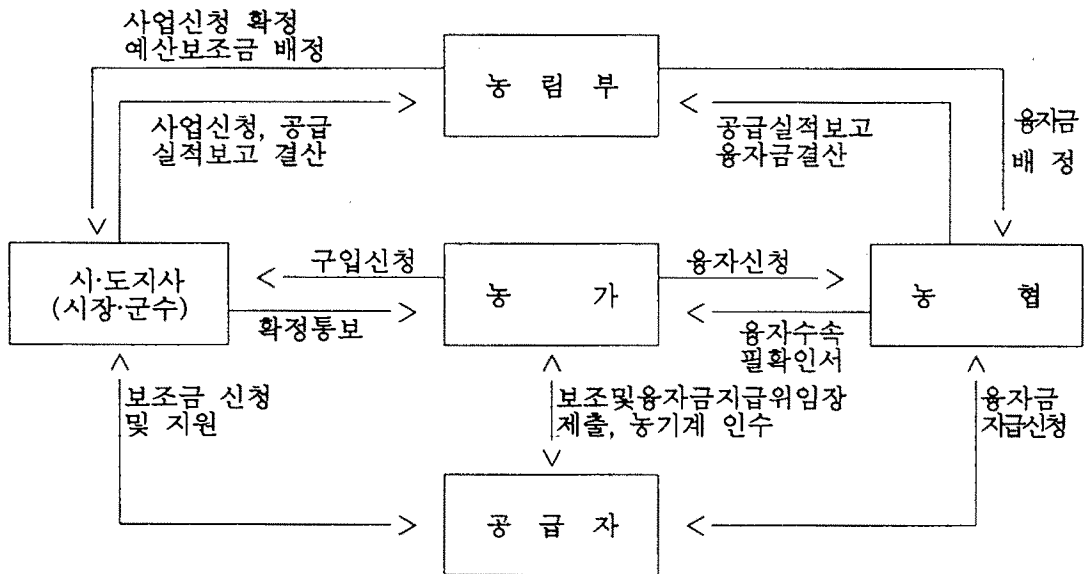 사업신청 확정
예산보조금 배정
농 림 부
사업신청, 공급
실적보고 결산
공급실적보고
융자금결산
융자금
배 정
시·도지사
(시장·군수)
구입신청
확정통보
농 가
융자신청
융자수속
필확인서
농 협
보조금 신청
및 지원
보조및융자금지급위임장
제출, 농기계 인수
융자금
지급신청
공 급 자